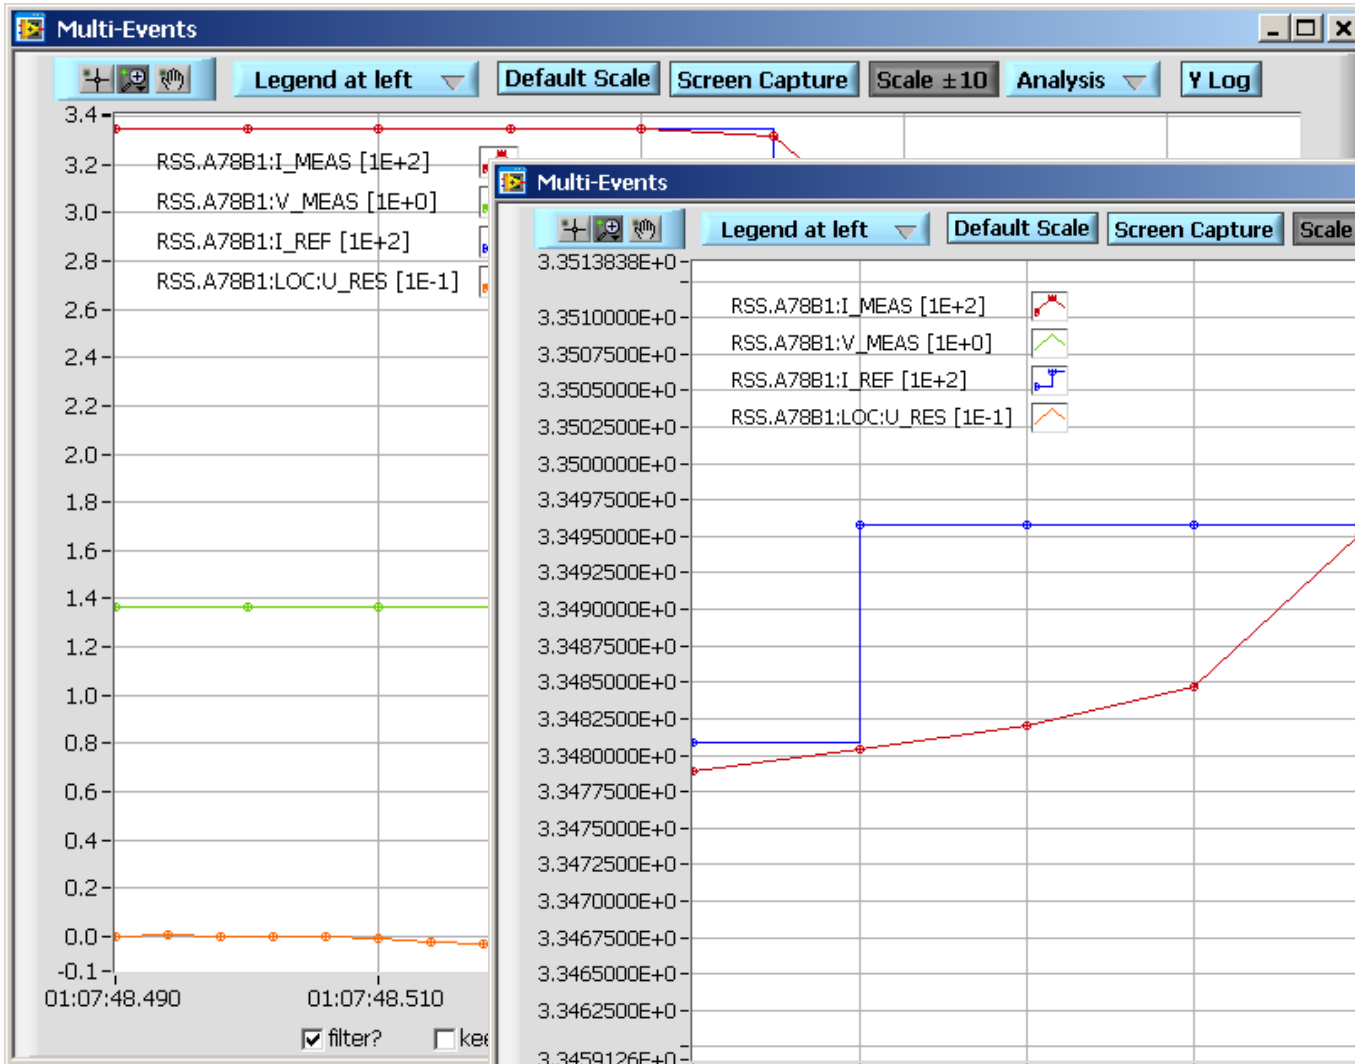 Multi-Events
Legend at left
Default Scale
Screen Capture
Scale ±10
Analysis
Y Log
3.4
3.2
3.0
2.8
2.6
2.4
2.2
2.0
1.8
1.6
1.4
1.2
1.0
0.8
0.6
0.4
0.2
0.0
-0.1
RSS.A78B1:I_MEAS [1E+2]
RSS.A78B1:V_MEAS [1E+0]
RSS.A78B1:I_REF [1E+2]
RSS.A78B1:LOC:U_RES [1E-1]
01:07:48.490
01:07:48.510
filter?
kee
Multi-Events
Legend at left
Default Scale
Screen Capture
Scale
3.3513838E+0
3.3510000E+0
3.3507500E+0
3.3505000E+0
3.3502500E+0
3.3500000E+0
3.3497500E+0
3.3495000E+0
3.3492500E+0
3.3490000E+0
3.3487500E+0
3.3485000E+0
3.3482500E+0
3.3480000E+0
3.3477500E+0
3.3475000E+0
3.3472500E+0
3.3470000E+0
3.3467500E+0
3.3465000E+0
3.3462500E+0
3.3459126E+0
RSS.A78B1:I_MEAS [1E+2]
RSS.A78B1:V_MEAS [1E+0]
RSS.A78B1:I_REF [1E+2]
RSS.A78B1:LOC:U_RES [1E-1]